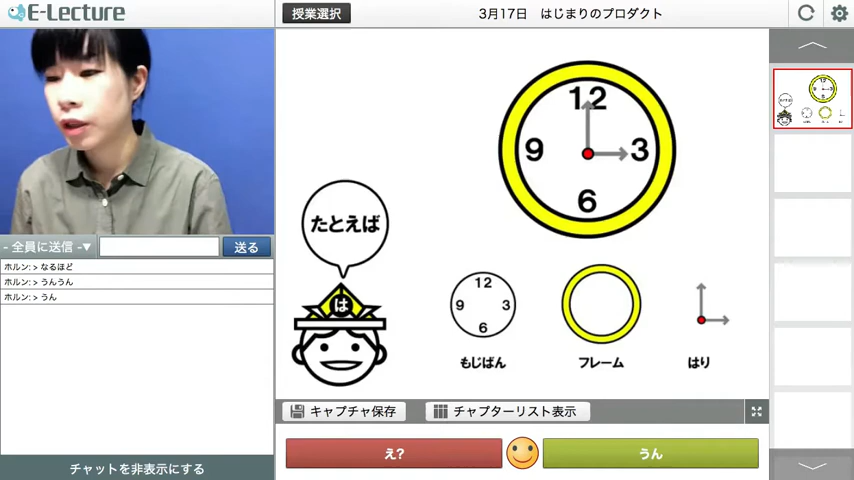 E-Lecture
授業選択
3月17日 はじまりのプロダクト
- 全員に送信 -▼
送る
ホルン: > なるほど
ホルン: > うんうん
ホルン: > うん
チャットを非表示にする
12
9
3
6
たとえば
は
12
9
3
6
もじばん
フレーム
はり
キャプチャ保存
チャプターリスト表示
え?
うん